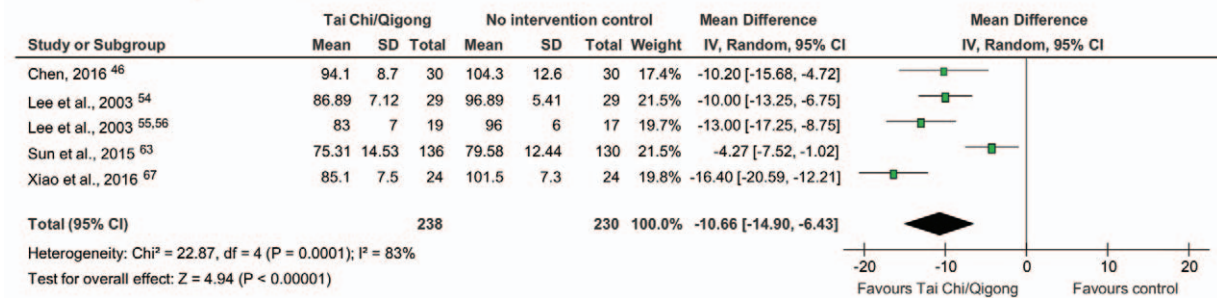 Tai Chi/Qigong No intervention control Mean Difference Mean Difference
Study or Subgroup Mean SD Total Mean SD Total Weight IV, Random, 95% CI IV, Random, 95% CI
Chen, 2016 46 94.1 8.7 30 104.3 12.6 30 17.4% -10.20 [-15.68, -4.72]
Lee et al., 2003 54 86.89 7.12 29 96.89 5.41 29 21.5% -10.00 [-13.25, -6.75]
Lee et al., 2003 55,56 83 7 19 96 6 17 19.7% -13.00 [-17.25, -8.75]
Sun et al., 2015 63 75.31 14.53 136 79.58 12.44 130 21.5% -4.27 [-7.52, -1.02]
Xiao et al., 2016 67 85.1 7.5 24 101.5 7.3 24 19.8% -16.40 [-20.59, -12.21]
Total (95% CI) 238 230 100.0% -10.66 [-14.90, -6.43]
Heterogeneity: Chi² = 22.87, df = 4 (P = 0.0001); I² = 83%
Test for overall effect: Z = 4.94 (P < 0.00001)
-20 -10 0 10 20
Favours Tai Chi/Qigong Favours control